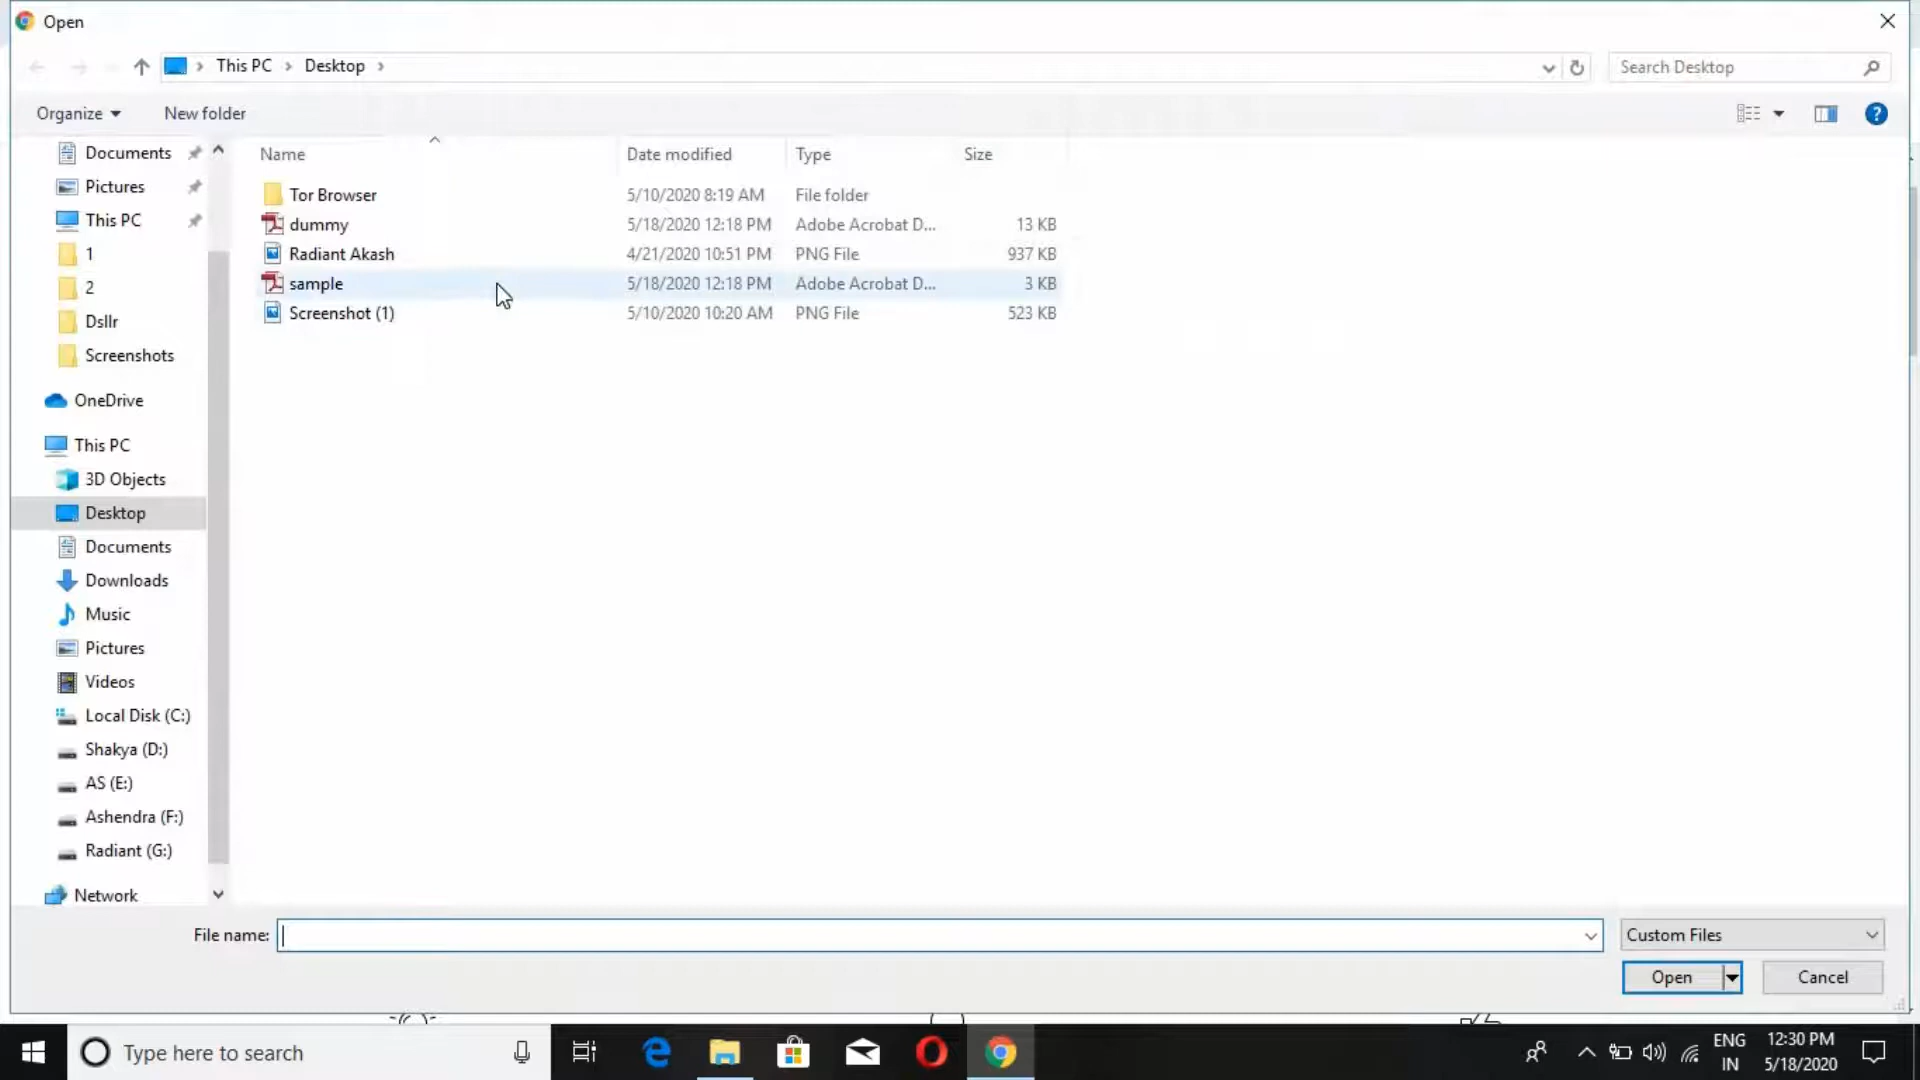 Open
This PC > Desktop >
Search Desktop
Organize
New folder
Documents
Pictures
This PC
1
2
Dsllr
Screenshots
OneDrive
This PC
3D Objects
Desktop
Documents
Downloads
Music
Pictures
Videos
Local Disk (C:)
Shakya (D:)
AS (E:)
Ashendra (F:)
Radiant (G:)
Network
Name Date modified Type Size
Tor Browser 5/10/2020 8:19 AM File folder
dummy 5/18/2020 12:18 PM Adobe Acrobat D... 13 KB
Radiant Akash 4/21/2020 10:51 PM PNG File 937 KB
sample 5/18/2020 12:18 PM Adobe Acrobat D... 3 KB
Screenshot (1) 5/10/2020 10:20 AM PNG File 523 KB
File name:
Custom Files
Open
Cancel
Type here to search
ENG
IN
12:30 PM
5/18/2020